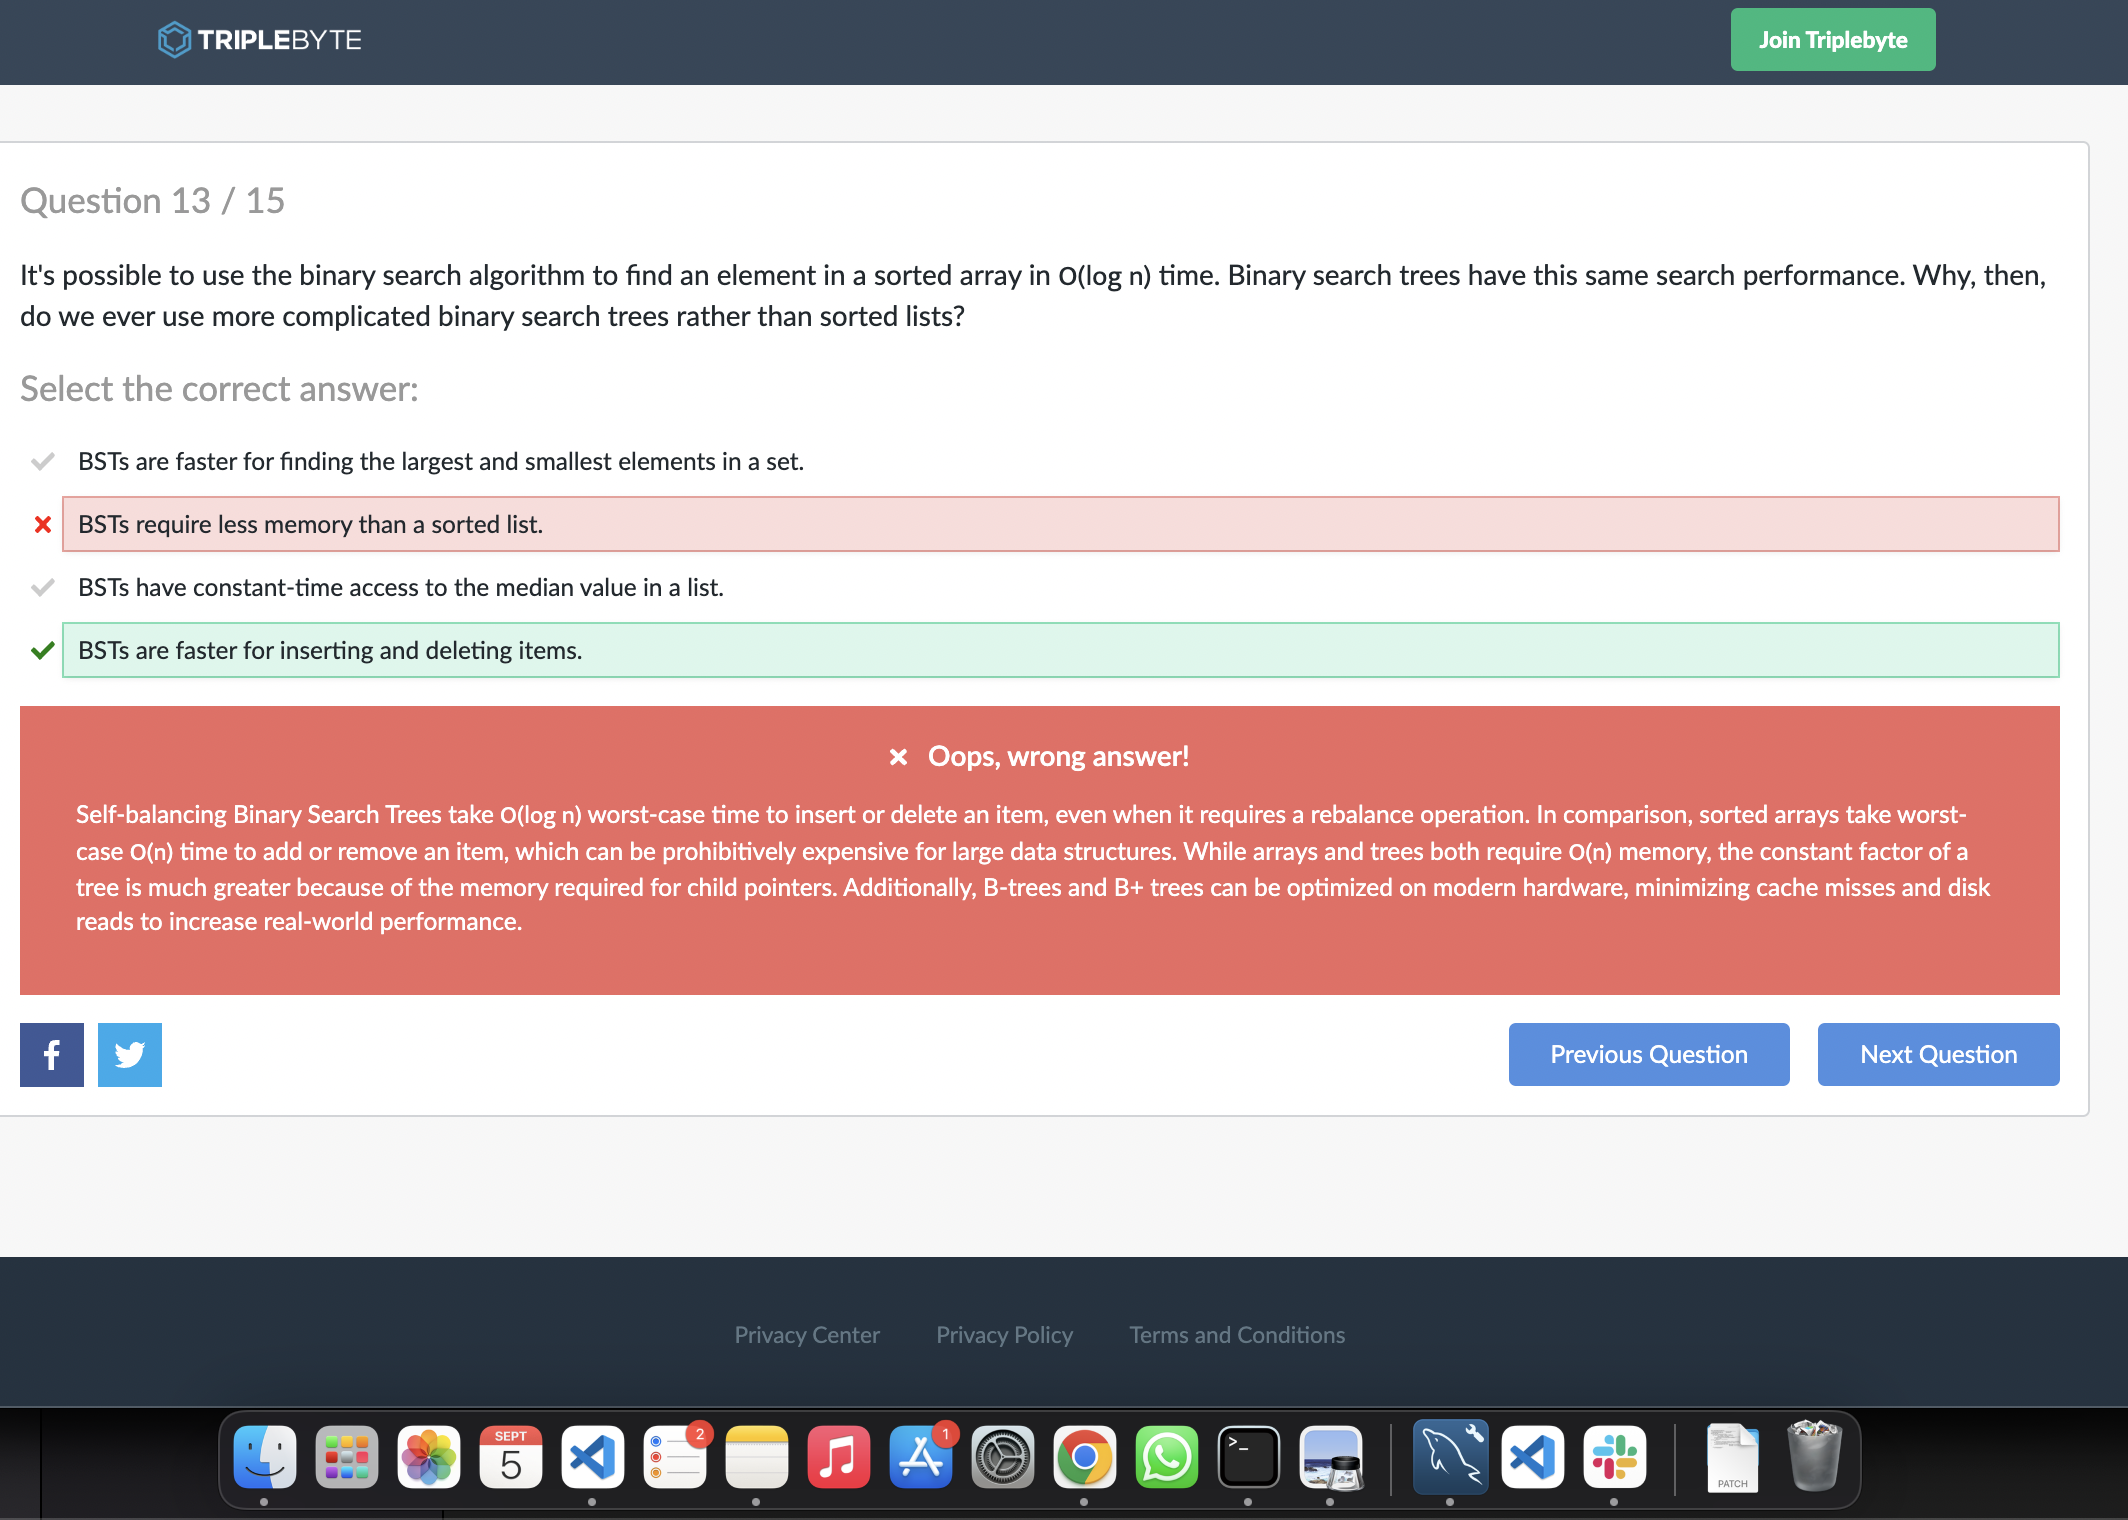 TRIPLEBYTE
Join Triplebyte
Question 13 / 15
It's possible to use the binary search algorithm to find an element in a sorted array in O(log n) time. Binary search trees have this same search performance. Why, then,
do we ever use more complicated binary search trees rather than sorted lists?
Select the correct answer:
BSTs are faster for finding the largest and smallest elements in a set.
BSTs require less memory than a sorted list.
BSTs have constant-time access to the median value in a list.
BSTs are faster for inserting and deleting items.
Oops, wrong answer!
Self-balancing Binary Search Trees take O(log n) worst-case time to insert or delete an item, even when it requires a rebalance operation. In comparison, sorted arrays take worst-
case O(n) time to add or remove an item, which can be prohibitively expensive for large data structures. While arrays and trees both require O(n) memory, the constant factor of a
tree is much greater because of the memory required for child pointers. Additionally, B-trees and B+ trees can be optimized on modern hardware, minimizing cache misses and disk
reads to increase real-world performance.
Previous Question
Next Question
Privacy Center
Privacy Policy
Terms and Conditions
SEPT
5
2
1
>_
PATCH